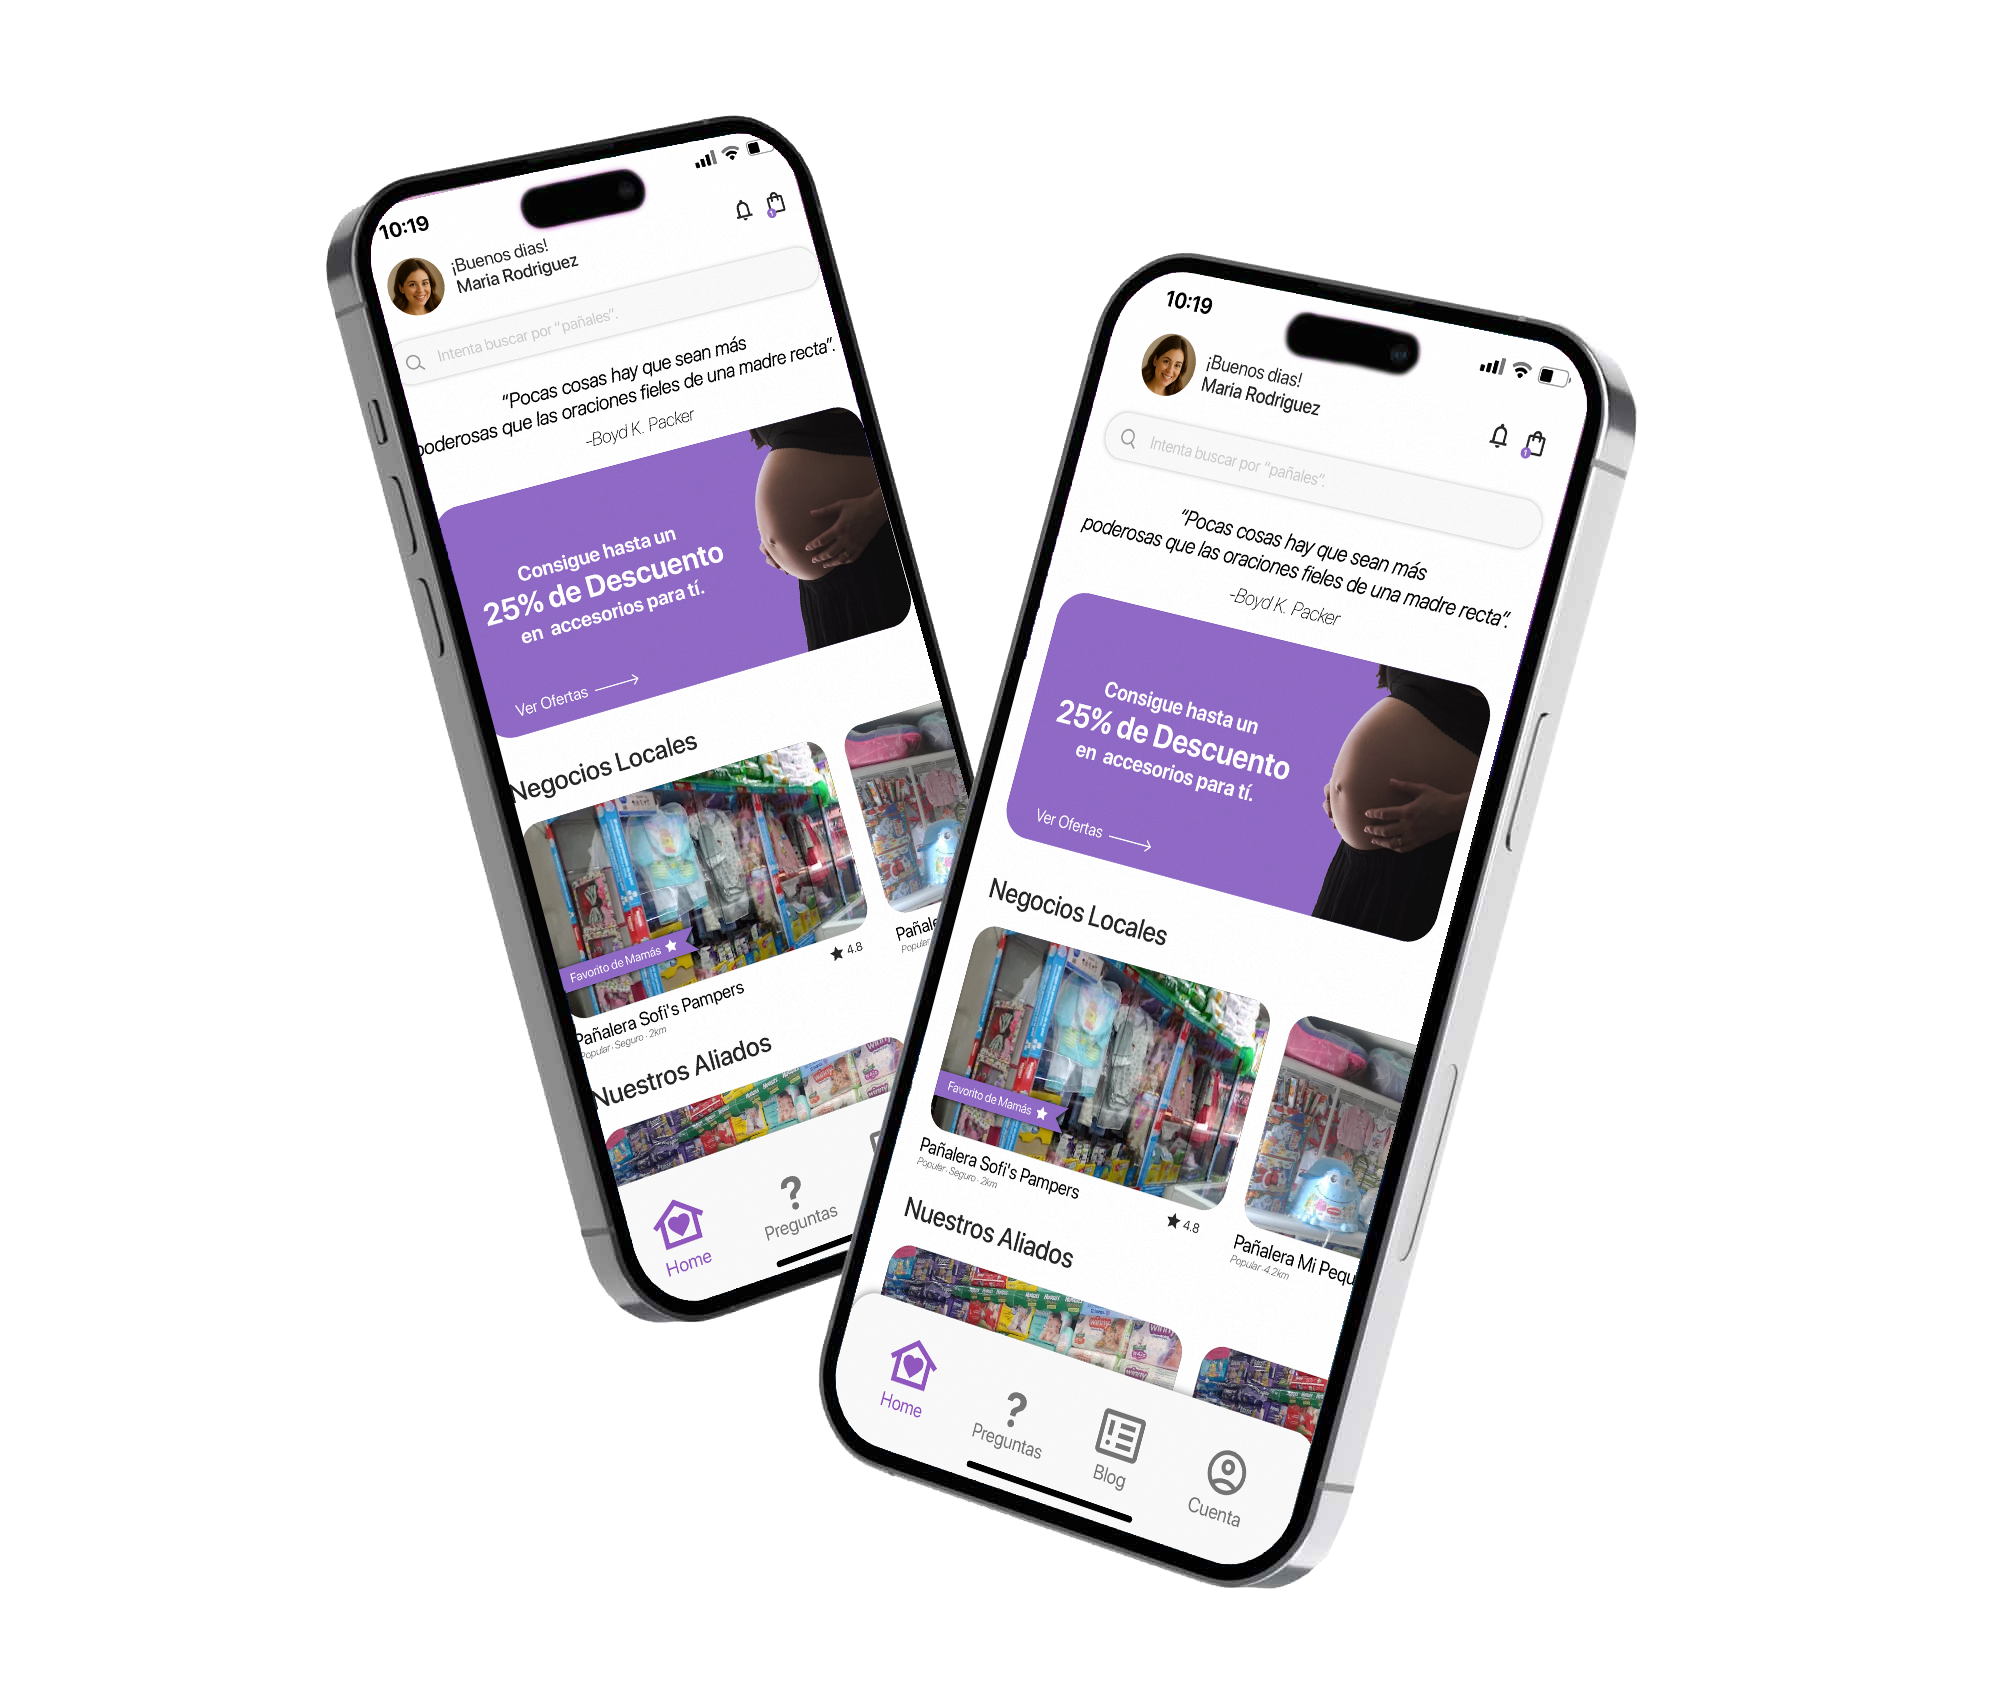 10:19
¡Buenos dias!
Maria Rodriguez
Intenta buscar por “pañales”.
“Pocas cosas hay que sean más
poderosas que las oraciones fieles de una madre recta”.
-Boyd K. Packer
Consigue hasta un
25% de Descuento
en accesorios para tí.
Ver Ofertas
Negocios Locales
Favorito de Mamás
4.8
Pañale
Popular
Pañalera Sofi's Pampers
Popular · Seguro · 2km
Nuestros Aliados
Home
Preguntas
10:19
¡Buenos dias!
Maria Rodriguez
1
Intenta buscar por “pañales”.
“Pocas cosas hay que sean más
poderosas que las oraciones fieles de una madre recta”.
-Boyd K. Packer
Consigue hasta un
25% de Descuento
en accesorios para tí.
Ver Ofertas
Negocios Locales
Favorito de Mamás
Pañalera Sofi's Pampers
Popular · Seguro · 2km
4.8
Pañalera Mi Pequ
Popular · 4.2km
Nuestros Aliados
Home
Preguntas
Blog
Cuenta